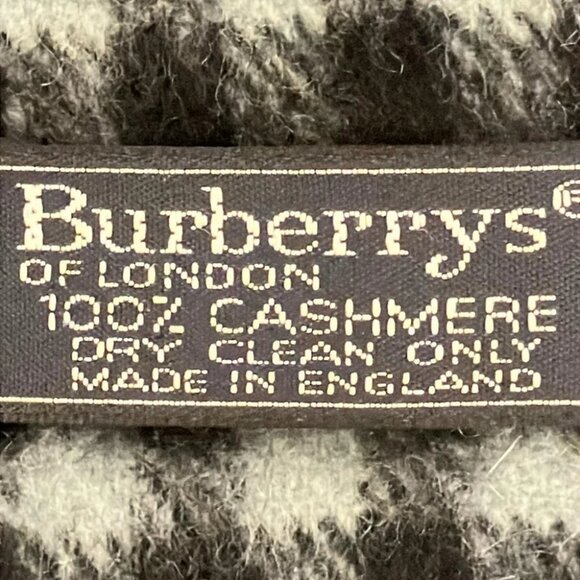 Burberrys®
OF LONDON
100% CASHMERE
DRY CLEAN ONLY
MADE IN ENGLAND